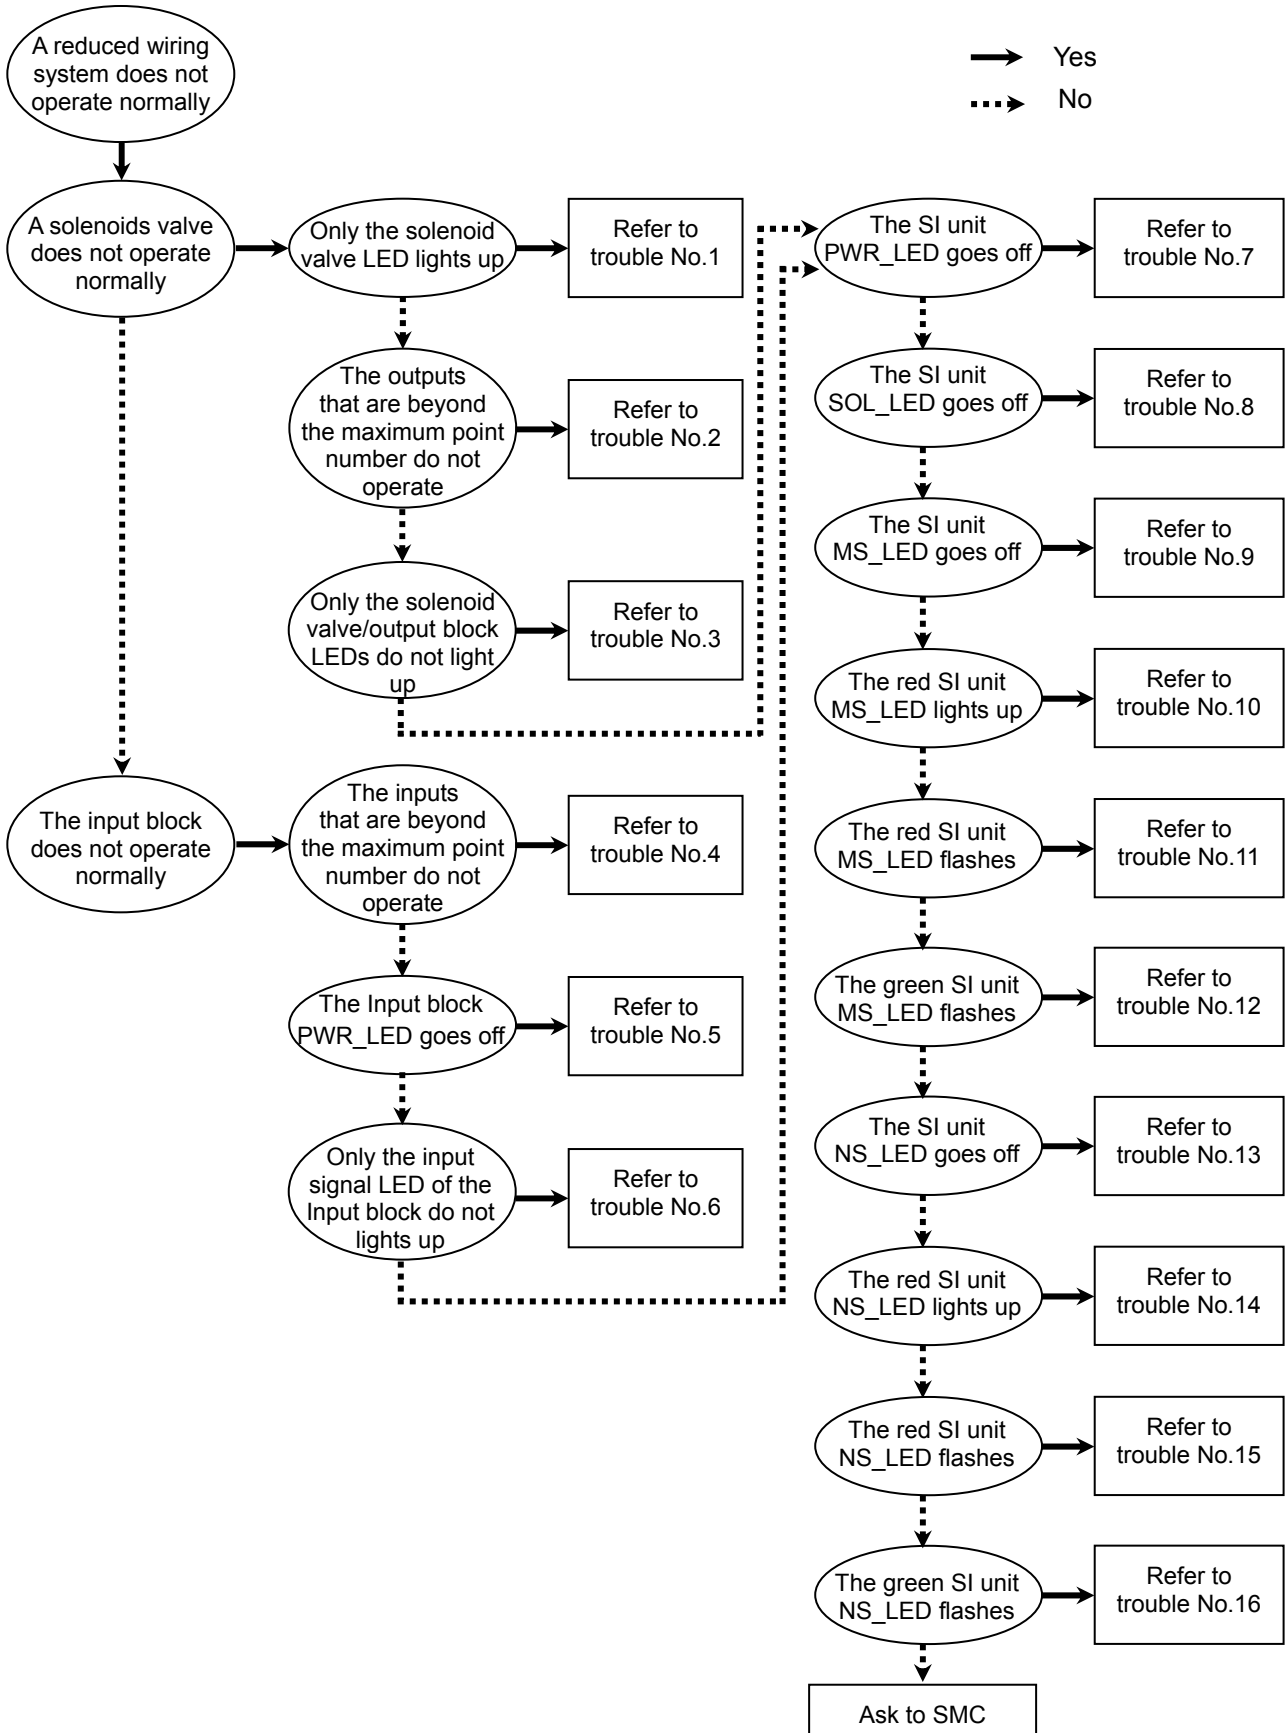 A reduced wiring
system does not
operate normally
Yes
No
A solenoids valve
does not operate
normally
Only the solenoid
valve LED lights up
Refer to
trouble No.1
The outputs
that are beyond
the maximum point
number do not
operate
Refer to
trouble No.2
Only the solenoid
valve/output block
LEDs do not light
up
Refer to
trouble No.3
The input block
does not operate
normally
The inputs
that are beyond
the maximum point
number do not
operate
Refer to
trouble No.4
The Input block
PWR_LED goes off
Refer to
trouble No.5
Only the input
signal LED of the
Input block do not
lights up
Refer to
trouble No.6
The SI unit
PWR_LED goes off
Refer to
trouble No.7
The SI unit
SOL_LED goes off
Refer to
trouble No.8
The SI unit
MS_LED goes off
Refer to
trouble No.9
The red SI unit
MS_LED lights up
Refer to
trouble No.10
The red SI unit
MS_LED flashes
Refer to
trouble No.11
The green SI unit
MS_LED flashes
Refer to
trouble No.12
The SI unit
NS_LED goes off
Refer to
trouble No.13
The red SI unit
NS_LED lights up
Refer to
trouble No.14
The red SI unit
NS_LED flashes
Refer to
trouble No.15
The green SI unit
NS_LED flashes
Refer to
trouble No.16
Ask to SMC